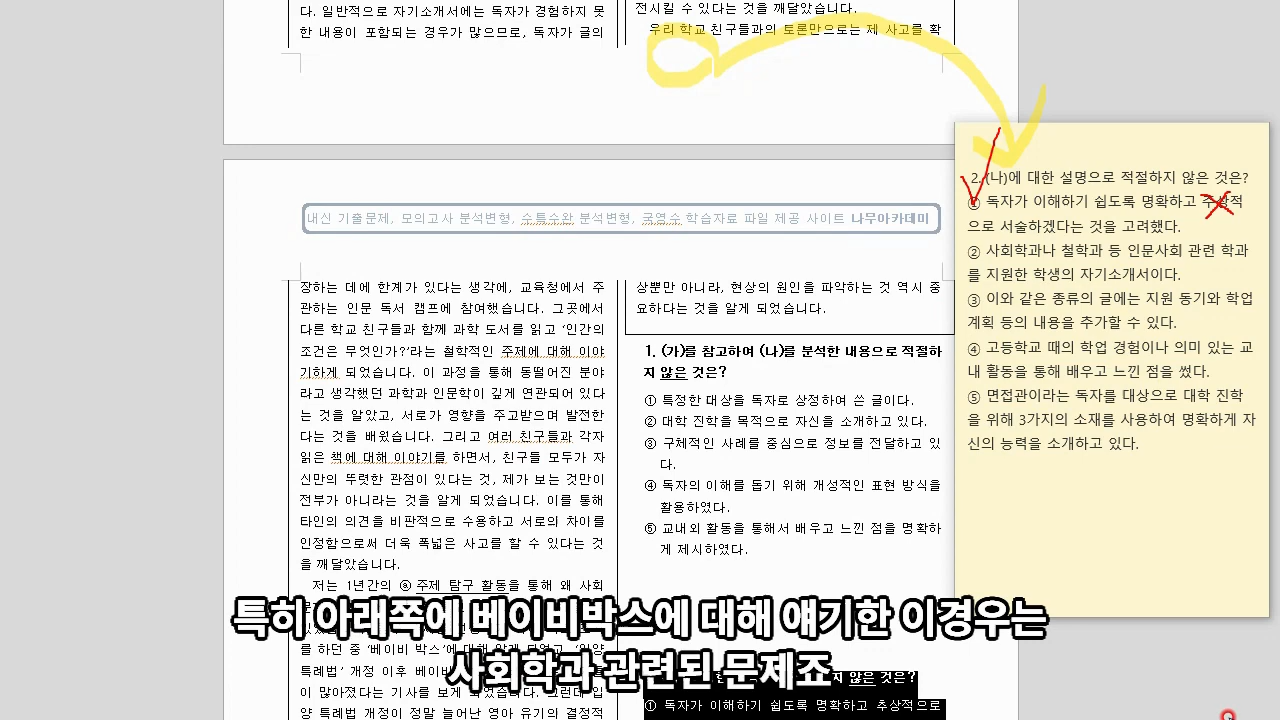 다. 일반적으로 자기소개서에는 독자가 경험하지 못
한 내용이 포함되는 경우가 많으므로, 독자가 글의
전시킬 수 있다는 것을 깨달았습니다.
우리 학교 친구들과의 토론만으로는 제 사고를 확
내신 기출문제, 모의고사 분석변형, 수특수완 분석변형, 국영수 학습자료 파일 제공 사이트 나무아카데미
장하는 데에 한계가 있다는 생각에, 교육청에서 주
관하는 인문 독서 캠프에 참여했습니다. 그곳에서
다른 학교 친구들과 함께 과학 도서를 읽고 '인간의
조건은 무엇인가?'라는 철학적인 주제에 대해 이야
기하게 되었습니다. 이 과정을 통해 동떨어진 분야
라고 생각했던 과학과 인문학이 깊게 연관되어 있다
는 것을 알았고, 서로가 영향을 주고받으며 발전한
다는 것을 배웠습니다. 그리고 여러 친구들과 각자
읽은 책에 대해 이야기를 하면서, 친구들 모두가 자
신만의 뚜렷한 관점이 있다는 것, 제가 보는 것만이
전부가 아니라는 것을 알게 되었습니다. 이를 통해
타인의 의견을 비판적으로 수용하고 서로의 차이를
인정함으로써 더욱 폭넓은 사고를 할 수 있다는 것
을 깨달았습니다.
저는 1년간의 ⓐ 주제 탐구 활동을 통해 왜 사회
를 하던 중 '베이비 박스'에 대해 알게 되었고, '입양
특례법' 개정 이후 베이비
이 많아졌다는 기사를 보게 되었습니다. 그런데 입
양 특례법 개정이 정말 늘어난 영아 유기의 결정적
상뿐만 아니라, 현상의 원인을 파악하는 것 역시 중
요하다는 것을 알게 되었습니다.
1. (가)를 참고하여 (나)를 분석한 내용으로 적절하
지 않은 것은?
① 특정한 대상을 독자로 상정하여 쓴 글이다.
② 대학 진학을 목적으로 자신을 소개하고 있다.
③ 구체적인 사례를 중심으로 정보를 전달하고 있
다.
④ 독자의 이해를 돕기 위해 개성적인 표현 방식을
활용하였다.
⑤ 교내외 활동을 통해서 배우고 느낀 점을 명확하
게 제시하였다.
지 않은 것은?
① 독자가 이해하기 쉽도록 명확하고 추상적으로
2. (나)에 대한 설명으로 적절하지 않은 것은?
① 독자가 이해하기 쉽도록 명확하고 추상적
으로 서술하겠다는 것을 고려했다.
② 사회학과나 철학과 등 인문사회 관련 학과
를 지원한 학생의 자기소개서이다.
③ 이와 같은 종류의 글에는 지원 동기와 학업
계획 등의 내용을 추가할 수 있다.
④ 고등학교 때의 학업 경험이나 의미 있는 교
내 활동을 통해 배우고 느낀 점을 썼다.
⑤ 면접관이라는 독자를 대상으로 대학 진학
을 위해 3가지의 소재를 사용하여 명확하게 자
신의 능력을 소개하고 있다.
특히 아래쪽에 베이비박스에 대해 얘기한 이경우는
사회학과 관련된 문제죠